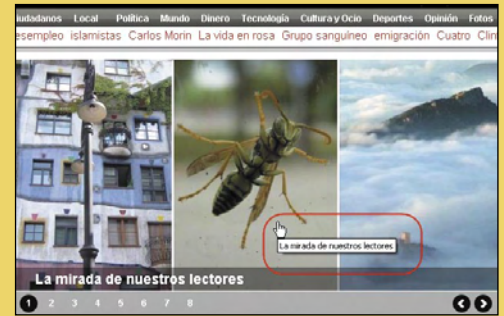 iudadanos Local Política Mundo Dinero Tecnología Cultura y Ocio Deportes Opinión Fotos
esempleo islamistas Carlos Morin La vida en rosa Grupo sanguíneo emigración Cuatro Clin
La mirada de nuestros lectores
La mirada de nuestros lectores
1 2 3 4 5 6 7 8